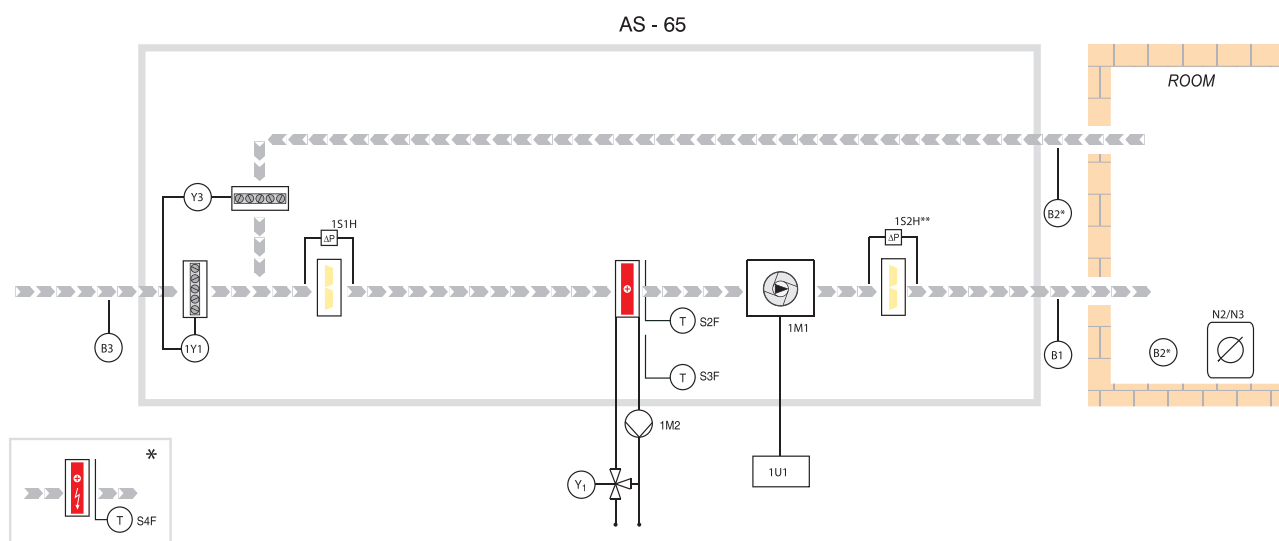 AS - 65
ROOM
Y3
B2*
1S1H
ΔP
1S2H**
ΔP
B3
1Y1
T
S2F
1M1
B1
B2*
N2/N3
T
S3F
1M2
1U1
Y1
*
T
S4F